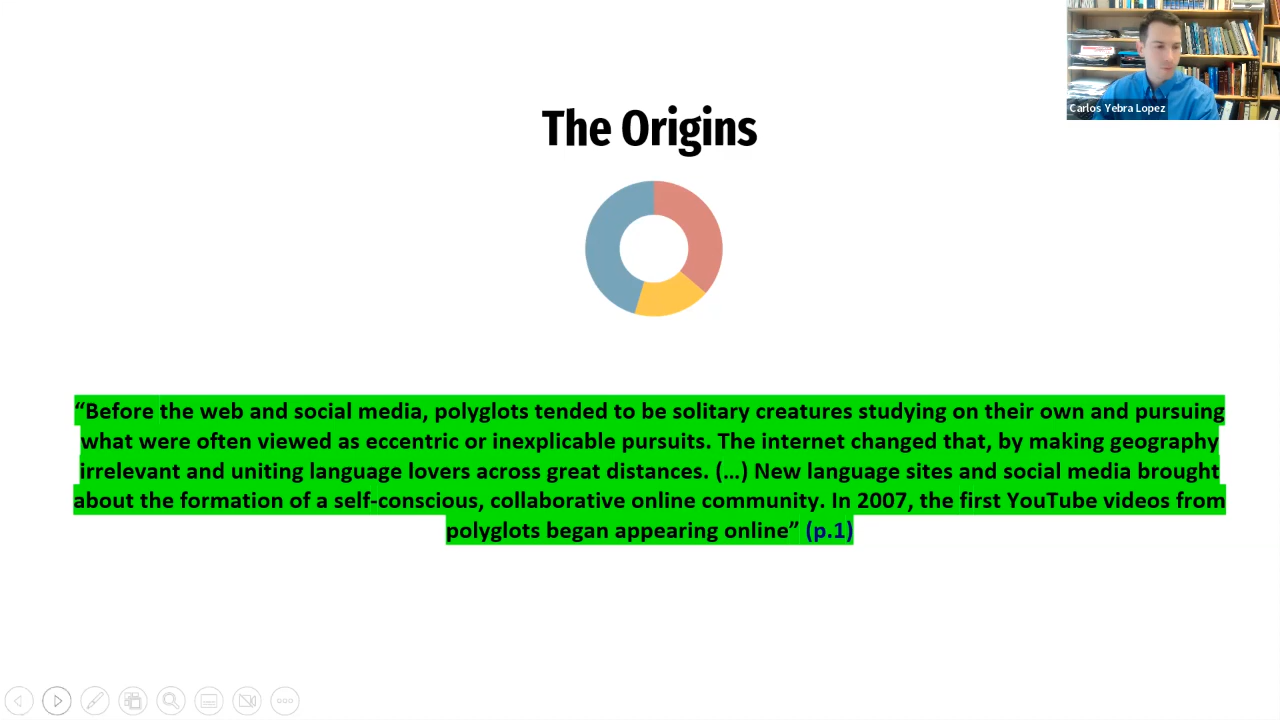 Carlos Yebra Lopez
The Origins
“Before the web and social media, polyglots tended to be solitary creatures studying on their own and pursuing
what were often viewed as eccentric or inexplicable pursuits. The internet changed that, by making geography
irrelevant and uniting language lovers across great distances. (…) New language sites and social media brought
about the formation of a self-conscious, collaborative online community. In 2007, the first YouTube videos from
polyglots began appearing online” (p.1)